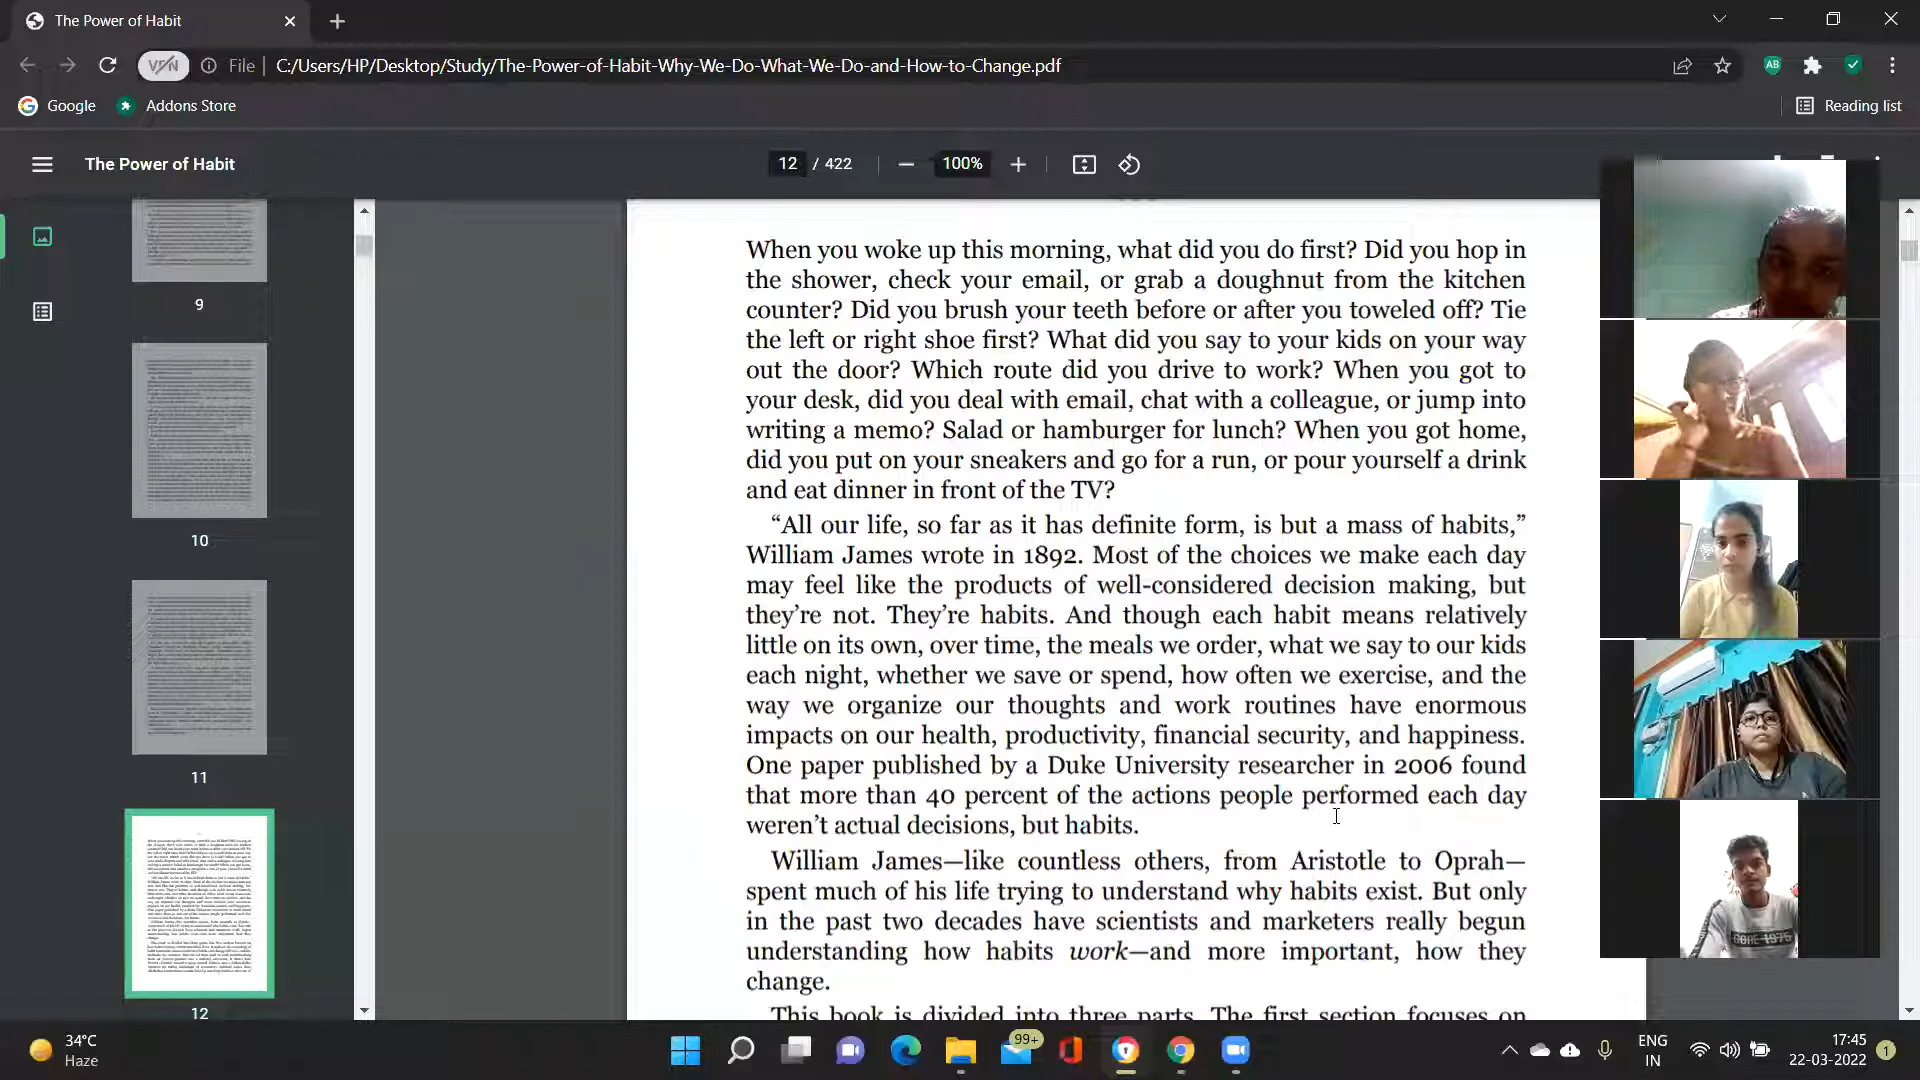 The Power of Habit
VPN
File
C:/Users/HP/Desktop/Study/The-Power-of-Habit-Why-We-Do-What-We-Do-and-How-to-Change.pdf
AB
Google
Addons Store
Reading list
The Power of Habit
12 / 422
100%
9
10
11
12
When you woke up this morning, what did you do first? Did you hop in
the shower, check your email, or grab a doughnut from the kitchen
counter? Did you brush your teeth before or after you toweled off? Tie
the left or right shoe first? What did you say to your kids on your way
out the door? Which route did you drive to work? When you got to
your desk, did you deal with email, chat with a colleague, or jump into
writing a memo? Salad or hamburger for lunch? When you got home,
did you put on your sneakers and go for a run, or pour yourself a drink
and eat dinner in front of the TV?
“All our life, so far as it has definite form, is but a mass of habits,”
William James wrote in 1892. Most of the choices we make each day
may feel like the products of well-considered decision making, but
they’re not. They’re habits. And though each habit means relatively
little on its own, over time, the meals we order, what we say to our kids
each night, whether we save or spend, how often we exercise, and the
way we organize our thoughts and work routines have enormous
impacts on our health, productivity, financial security, and happiness.
One paper published by a Duke University researcher in 2006 found
that more than 40 percent of the actions people performed each day
weren’t actual decisions, but habits.
William James—like countless others, from Aristotle to Oprah—
spent much of his life trying to understand why habits exist. But only
in the past two decades have scientists and marketers really begun
understanding how habits work—and more important, how they
change.
This book is divided into three parts. The first section focuses on
34°C
Haze
99+
ENG
IN
17:45
22-03-2022
1